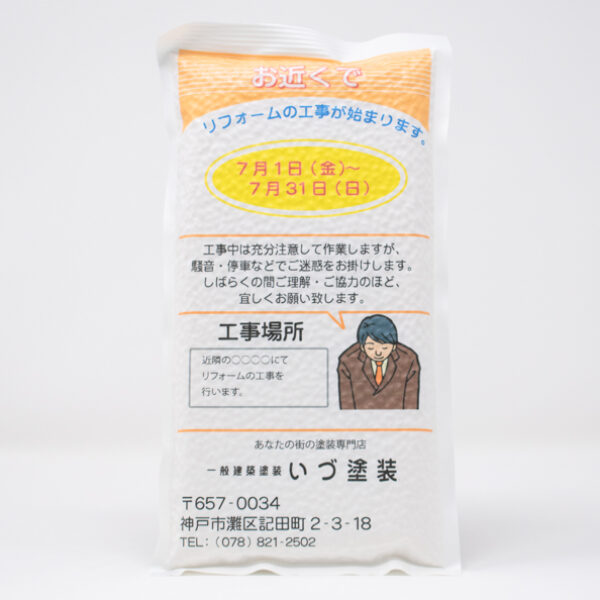 お近くで
リフォームの工事が始まります。
7月1日(金)～
7月31日(日)
工事中は充分注意して作業しますが、
騒音・停車などでご迷惑をお掛けします。
しばらくの間ご理解・ご協力のほど、
宜しくお願い致します。
工事場所
近隣の〇〇〇〇にて
リフォームの工事を
行います。
あなたの街の塗装専門店
一般建築塗装 いづ塗装
〒657-0034
神戸市灘区記田町2-3-18
TEL:(078)821-2502